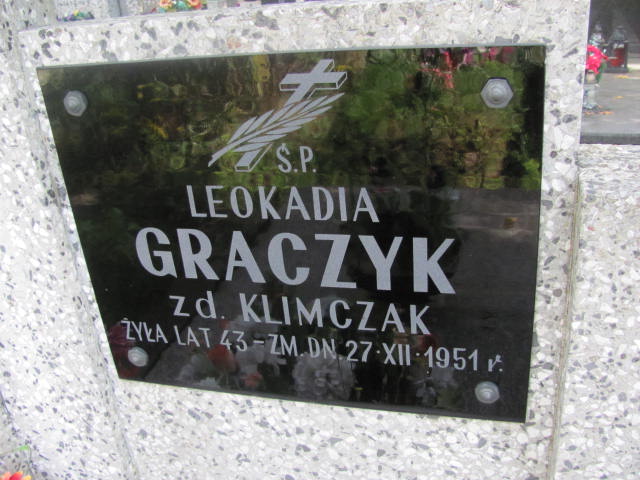 Ś.P.
LEOKADIA
GRACZYK
zd. KLIMCZAK
ŻYŁA LAT 43 - ZM. DN. 27·XII·1951 r.